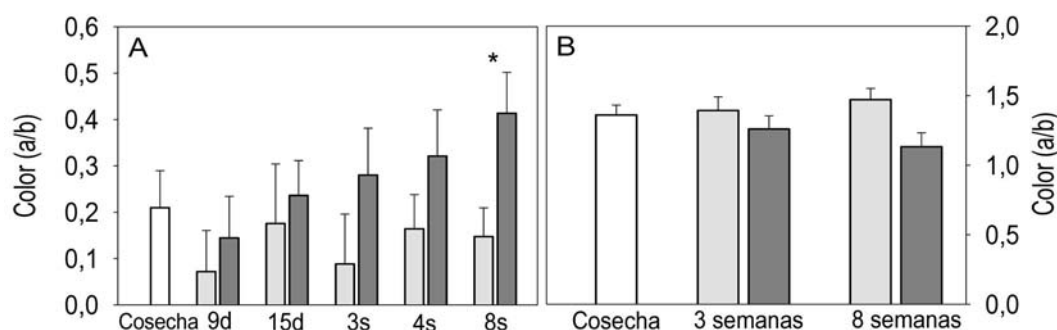 A
B
*
Color (a/b)
0,6
0,5
0,4
0,3
0,2
0,1
0,0
Cosecha 9d 15d 3s 4s 8s
2,0
1,5
1,0
0,5
0,0
Color (a/b)
Cosecha 3 semanas 8 semanas